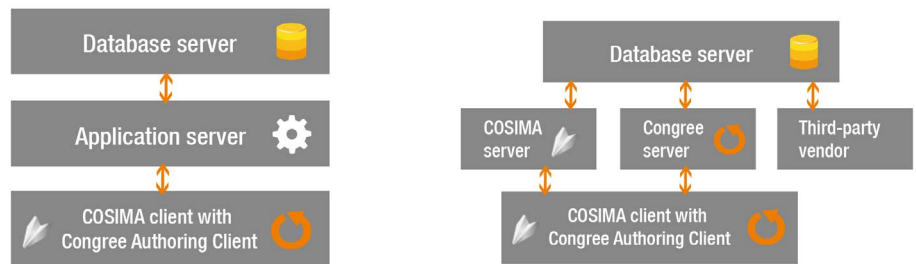 Database server
Application server
COSIMA client with
Congree Authoring Client
Database server
COSIMA
server
Congree
server
Third-party
vendor
COSIMA client with
Congree Authoring Client